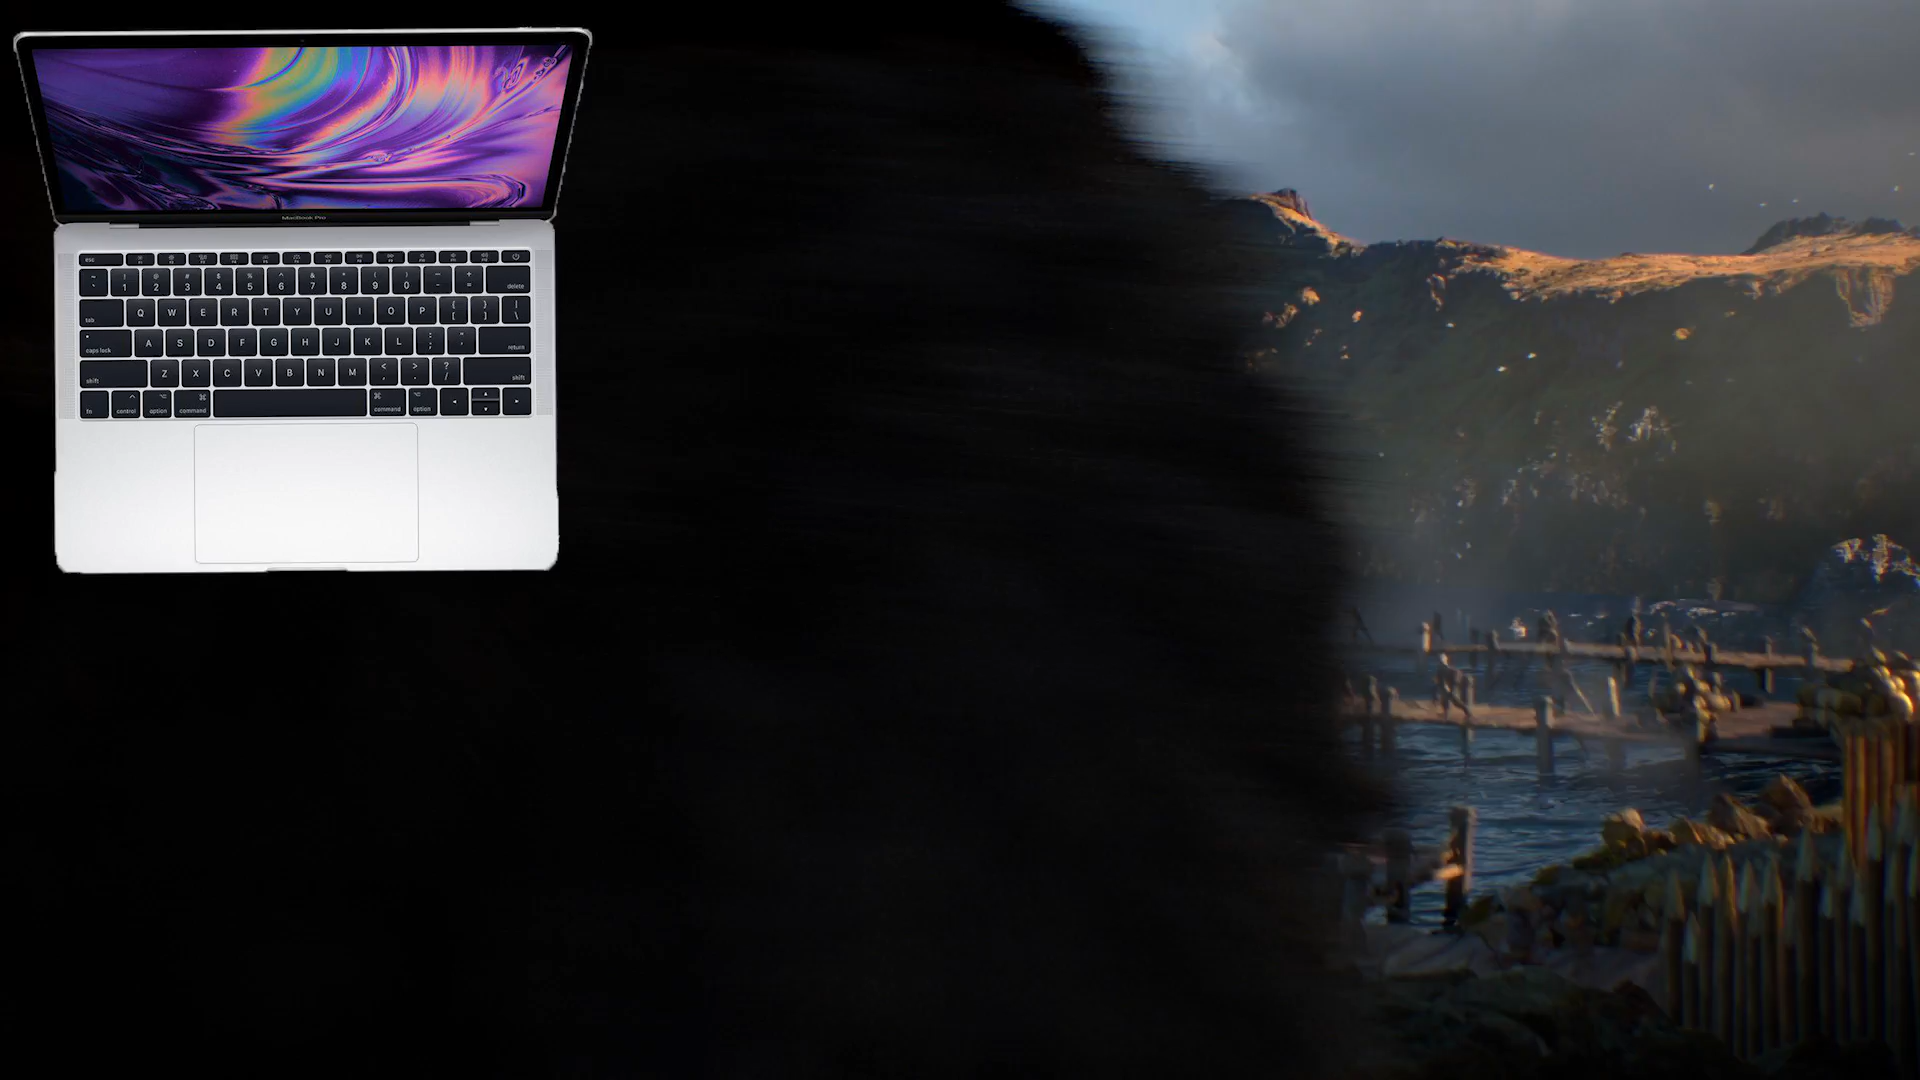 MacBook Pro
esc
~ ! @ # $ % ^ & * ( ) — +
` 1 2 3 4 5 6 7 8 9 0 - = delete
tab Q W E R T Y U I O P { [ } ] | \
caps lock A S D F G H J K L : ; " ' return
shift Z X C V B N M < , > . ? / shift
fn control option command command option